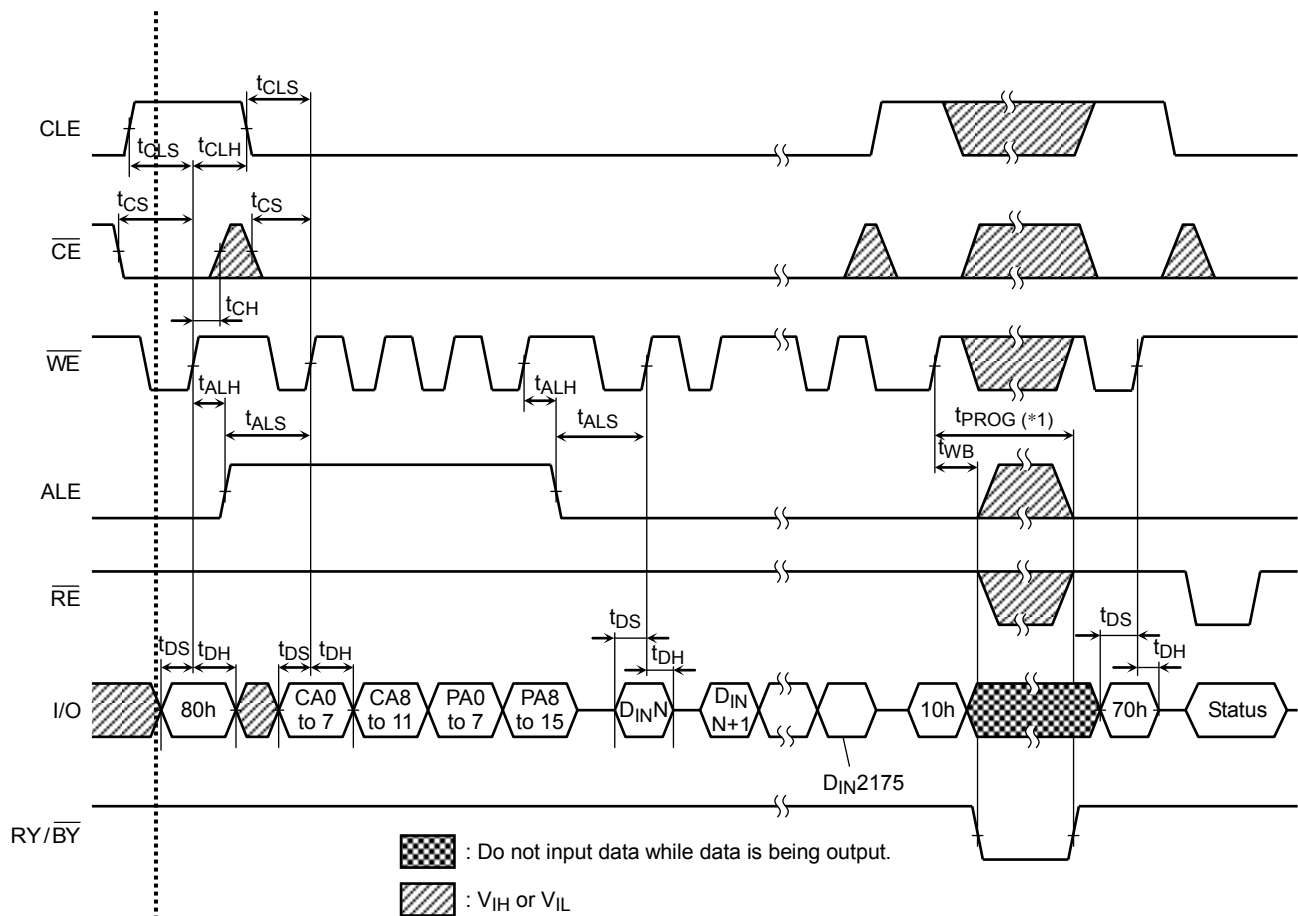 tCLS
CLE
tCLS tCLH
tCS tCS
CE
tCH
WE
tALH tALH
tALS tALS tPROG (*1)
tWB
ALE
RE
tDS tDS
tDS tDH tDS tDH tDH tDH
I/O 80h CA0 to 7 CA8 to 11 PA0 to 7 PA8 to 15 DINN DIN N+1 10h 70h Status
DIN2175
RY/BY
: Do not input data while data is being output.
: VIH or VIL